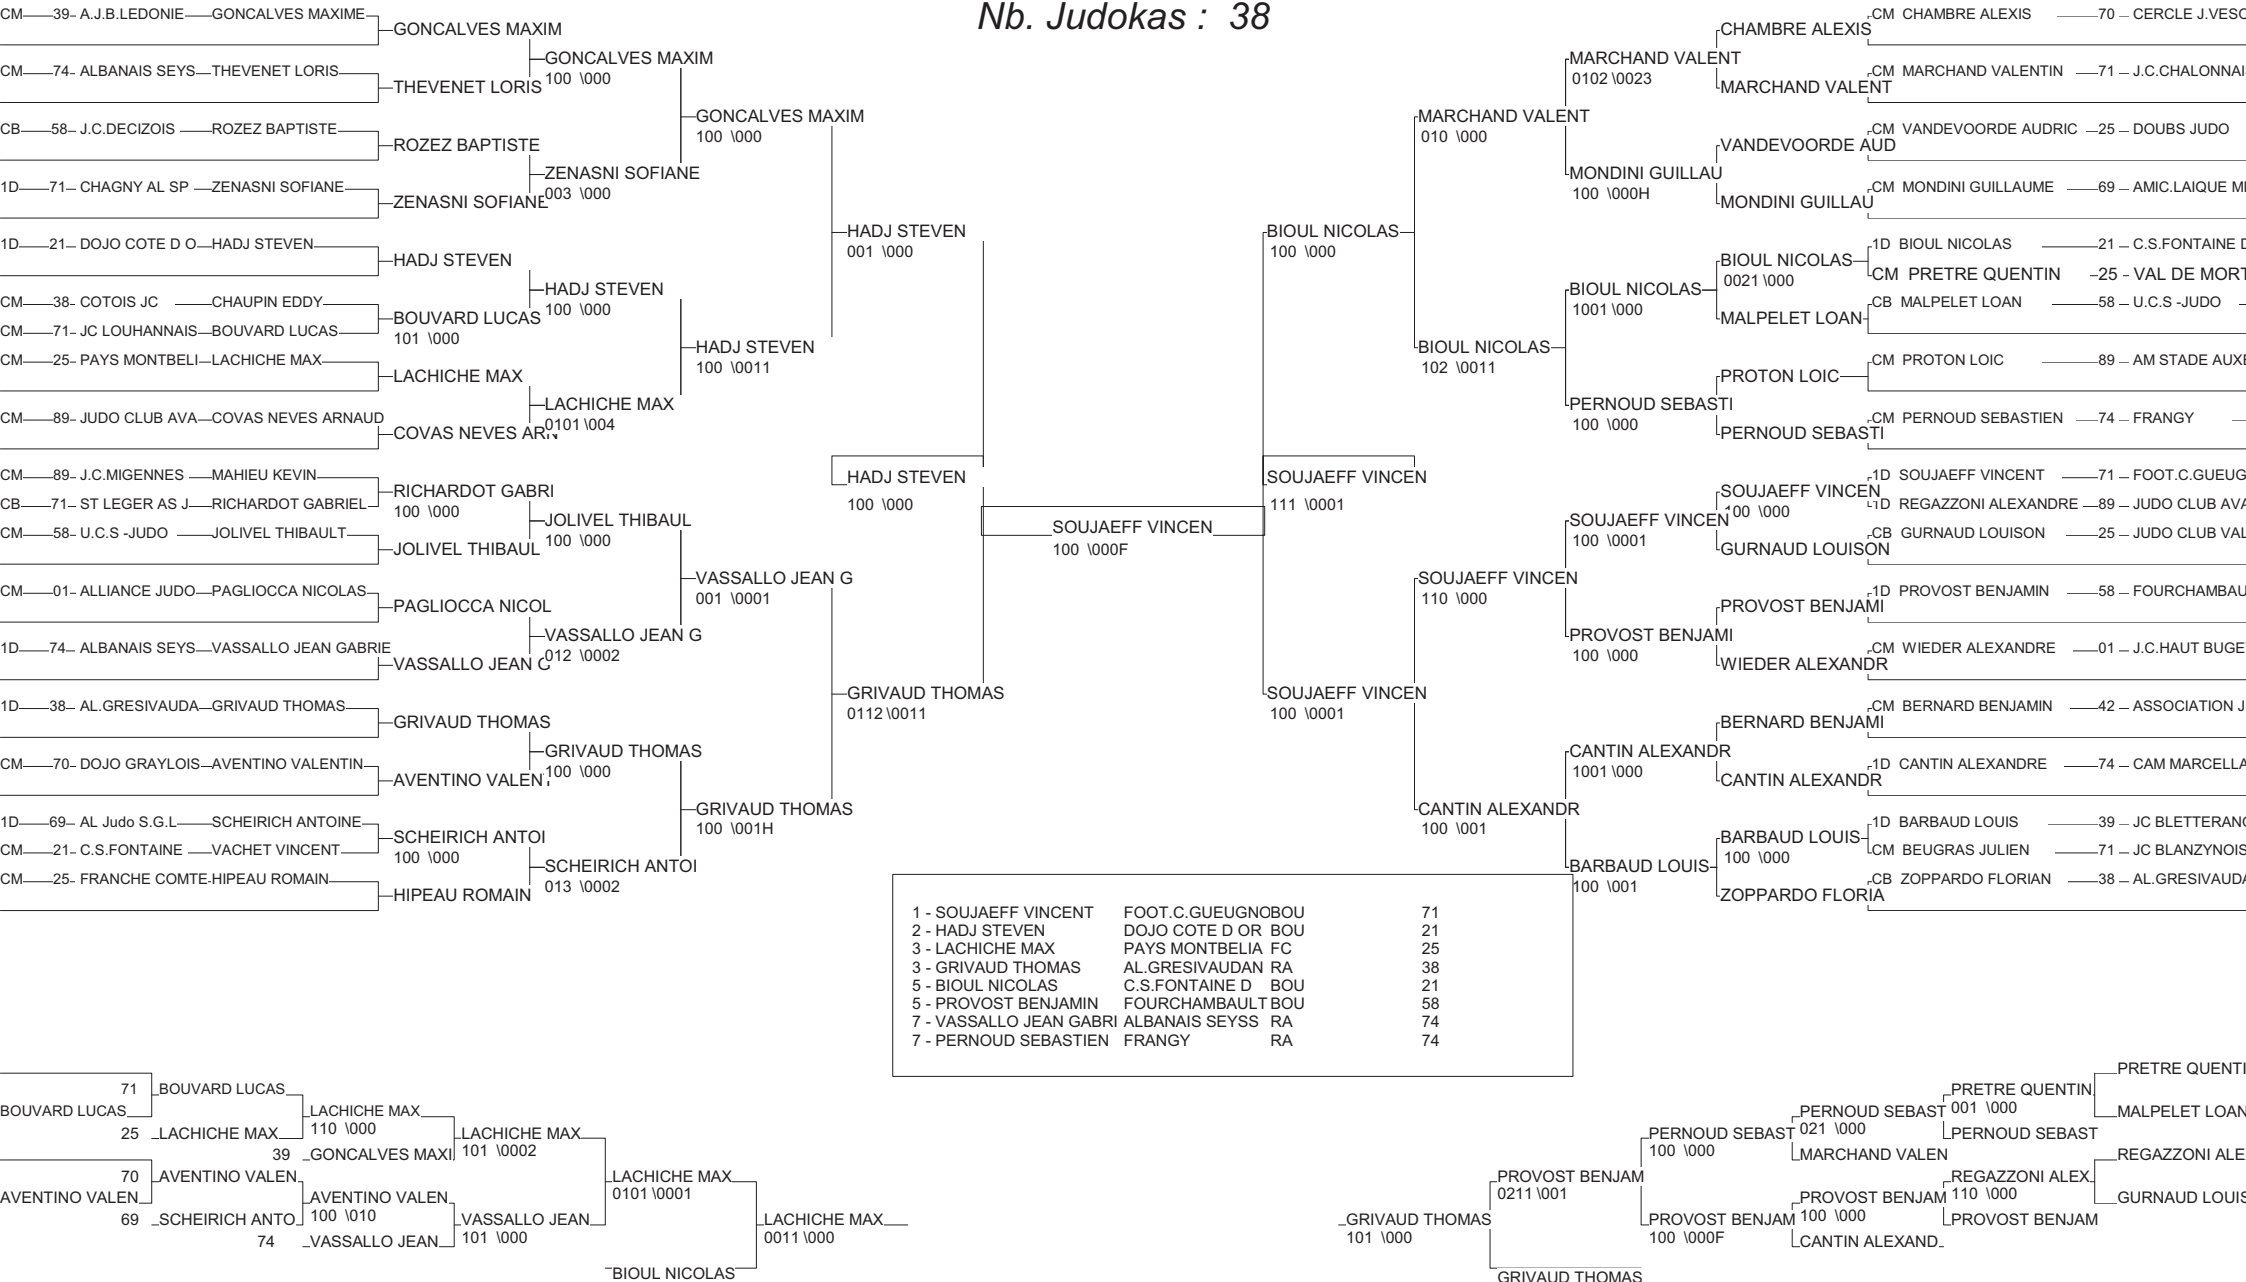 Nb. Judokas : 38
CM 39 A.J.B.LEDONIE GONCALVES MAXIME
CM 74 ALBANAIS SEYS THEVENET LORIS
CB 58 J.C.DECIZOIS ROZEZ BAPTISTE
1D 71 CHAGNY AL SP ZENASNI SOFIANE
1D 21 DOJO COTE D O HADJ STEVEN
CM 38 COTOIS JC CHAUPIN EDDY
CM 71 JC LOUHANNAIS BOUVARD LUCAS
CM 25 PAYS MONTBELI LACHICHE MAX
CM 89 JUDO CLUB AVA COVAS NEVES ARNAUD
CM 89 J.C.MIGENNES MAHIEU KEVIN
CB 71 ST LEGER AS J RICHARDOT GABRIEL
CM 58 U.C.S -JUDO JOLIVEL THIBAULT
CM 01 ALLIANCE JUDO PAGLIOCCA NICOLAS
1D 74 ALBANAIS SEYS VASSALLO JEAN GABRIE
1D 38 AL.GRESIVAUDA GRIVAUD THOMAS
CM 70 DOJO GRAYLOIS AVENTINO VALENTIN
1D 69 AL Judo S.G.L SCHEIRICH ANTOINE
CM 21 C.S.FONTAINE VACHET VINCENT
CM 25 FRANCHE COMTE HIPEAU ROMAIN
GONCALVES MAXIM
THEVENET LORIS
ROZEZ BAPTISTE
ZENASNI SOFIANE
HADJ STEVEN
BOUVARD LUCAS
101 \000
LACHICHE MAX
COVAS NEVES ARN
RICHARDOT GABRI
100 \000
JOLIVEL THIBAUL
PAGLIOCCA NICOL
VASSALLO JEAN G
GRIVAUD THOMAS
AVENTINO VALENT
SCHEIRICH ANTOI
100 \000
HIPEAU ROMAIN
GONCALVES MAXIM
100 \000
ZENASNI SOFIANE
003 \000
HADJ STEVEN
100 \000
LACHICHE MAX
0101 \004
JOLIVEL THIBAUL
100 \000
VASSALLO JEAN G
012 \0002
GRIVAUD THOMAS
100 \000
SCHEIRICH ANTOI
013 \0002
GONCALVES MAXIM
100 \000
HADJ STEVEN
100 \0011
VASSALLO JEAN G
001 \0001
GRIVAUD THOMAS
100 \001H
HADJ STEVEN
001 \000
GRIVAUD THOMAS
0112 \0011
HADJ STEVEN
100 \000
SOUJAEFF VINCEN
100 \000F
SOUJAEFF VINCEN
111 \0001
BIOUL NICOLAS
100 \000
SOUJAEFF VINCEN
100 \0001
MARCHAND VALENT
010 \000
BIOUL NICOLAS
102 \0011
SOUJAEFF VINCEN
110 \000
CANTIN ALEXANDR
100 \001
MARCHAND VALENT
0102 \0023
MONDINI GUILLAU
100 \000H
BIOUL NICOLAS
1001 \000
PERNOUD SEBASTI
100 \000
SOUJAEFF VINCEN
100 \0001
PROVOST BENJAMI
100 \000
CANTIN ALEXANDR
1001 \000
BARBAUD LOUIS
100 \001
CHAMBRE ALEXIS
MARCHAND VALENT
VANDEVOORDE AUD
MONDINI GUILLAU
BIOUL NICOLAS
0021 \000
MALPELET LOAN
PROTON LOIC
PERNOUD SEBASTI
SOUJAEFF VINCEN
100 \000
GURNAUD LOUISON
PROVOST BENJAMI
WIEDER ALEXANDR
BERNARD BENJAMI
CANTIN ALEXANDR
BARBAUD LOUIS
100 \000
ZOPPARDO FLORIA
CM CHAMBRE ALEXIS 70 CERCLE J.VESO
CM MARCHAND VALENTIN 71 J.C.CHALONNAI
CM VANDEVOORDE AUDRIC 25 DOUBS JUDO
CM MONDINI GUILLAUME 69 AMIC.LAIQUE MI
1D BIOUL NICOLAS 21 C.S.FONTAINE D
CM PRETRE QUENTIN 25 VAL DE MORT
CB MALPELET LOAN 58 U.C.S -JUDO
CM PROTON LOIC 89 AM STADE AUXE
CM PERNOUD SEBASTIEN 74 FRANGY
1D SOUJAEFF VINCENT 71 FOOT.C.GUEUG
1D REGAZZONI ALEXANDRE 89 JUDO CLUB AVA
CB GURNAUD LOUISON 25 JUDO CLUB VAL
1D PROVOST BENJAMIN 58 FOURCHAMBAU
CM WIEDER ALEXANDRE 01 J.C.HAUT BUGE
CM BERNARD BENJAMIN 42 ASSOCIATION J
1D CANTIN ALEXANDRE 74 CAM MARCELLA
1D BARBAUD LOUIS 39 JC BLETTERANG
CM BEUGRAS JULIEN 71 JC BLANZYNOIS
CB ZOPPARDO FLORIAN 38 AL.GRESIVAUDA
1 - SOUJAEFF VINCENT FOOT.C.GUEUGNOBOU 71
2 - HADJ STEVEN DOJO COTE D OR BOU 21
3 - LACHICHE MAX PAYS MONTBELIA FC 25
3 - GRIVAUD THOMAS AL.GRESIVAUDAN RA 38
5 - BIOUL NICOLAS C.S.FONTAINE D BOU 21
5 - PROVOST BENJAMIN FOURCHAMBAULT BOU 58
7 - VASSALLO JEAN GABRI ALBANAIS SEYSS RA 74
7 - PERNOUD SEBASTIEN FRANGY RA 74
71 BOUVARD LUCAS
BOUVARD LUCAS
25 LACHICHE MAX
LACHICHE MAX
110 \000
39 GONCALVES MAXI
LACHICHE MAX
101 \0002
70 AVENTINO VALEN
AVENTINO VALEN
69 SCHEIRICH ANTO
AVENTINO VALEN
100 \010
74 VASSALLO JEAN
VASSALLO JEAN
101 \000
LACHICHE MAX
0101 \0001
LACHICHE MAX
0011 \000
BIOUL NICOLAS
GRIVAUD THOMAS
101 \000
PROVOST BENJAM
0211 \001
GRIVAUD THOMAS
PERNOUD SEBAST
100 \000
PROVOST BENJAM
100 \000F
PERNOUD SEBAST
021 \000
MARCHAND VALEN
PROVOST BENJAM
100 \000
CANTIN ALEXAND
PRETRE QUENTIN
001 \000
PERNOUD SEBAST
REGAZZONI ALEX
110 \000
PROVOST BENJAM
PRETRE QUENTI
MALPELET LOAN
REGAZZONI ALE
GURNAUD LOUIS